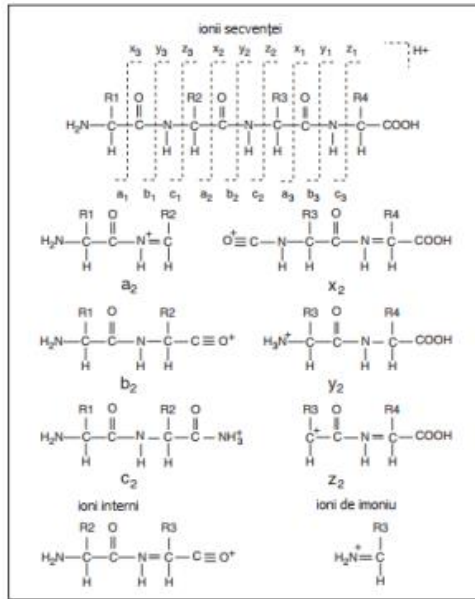 ionii secvenței
x3 y3 z3 x2 y2 z2 x1 y1 z1 H+
R1 O R2 O R3 O R4
H2N—C—C—N—C—C—N—C—C—N—C—COOH
H H H H H H H
a1 b1 c1 a2 b2 c2 a3 b3 c3
R1 O R2
H2N—C—C—N+=C
H H H
a2
R3 O R4
O+≡C—N—C—C—N=C—COOH
H H H H
x2
R1 O R2
H2N—C—C—N—C—C≡O+
H H H
b2
R3 O R4
H3N+—C—C—N—C—COOH
H H H
y2
R1 O R2 O
H2N—C—C—N—C—C—NH3+
H H H
c2
R3 O R4
C+—C—N=C—COOH
H H H
z2
ioni interni
R2 O R3
H2N—C—C—N=C—C≡O+
H H H
ioni de imoniu
R3
H2N+=C
H